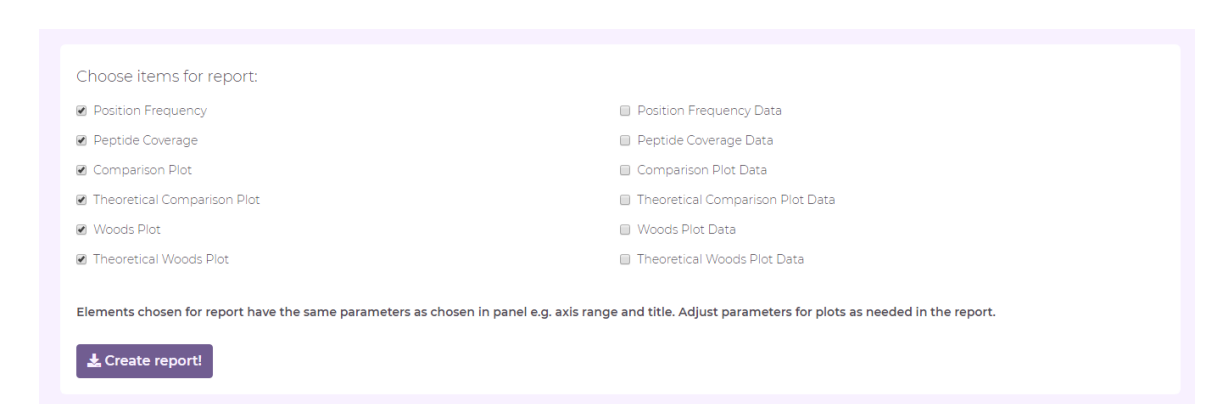 Choose items for report:
Position Frequency
Position Frequency Data
Peptide Coverage
Peptide Coverage Data
Comparison Plot
Comparison Plot Data
Theoretical Comparison Plot
Theoretical Comparison Plot Data
Woods Plot
Woods Plot Data
Theoretical Woods Plot
Theoretical Woods Plot Data
Elements chosen for report have the same parameters as chosen in panel e.g. axis range and title. Adjust parameters for plots as needed in the report.
Create report!